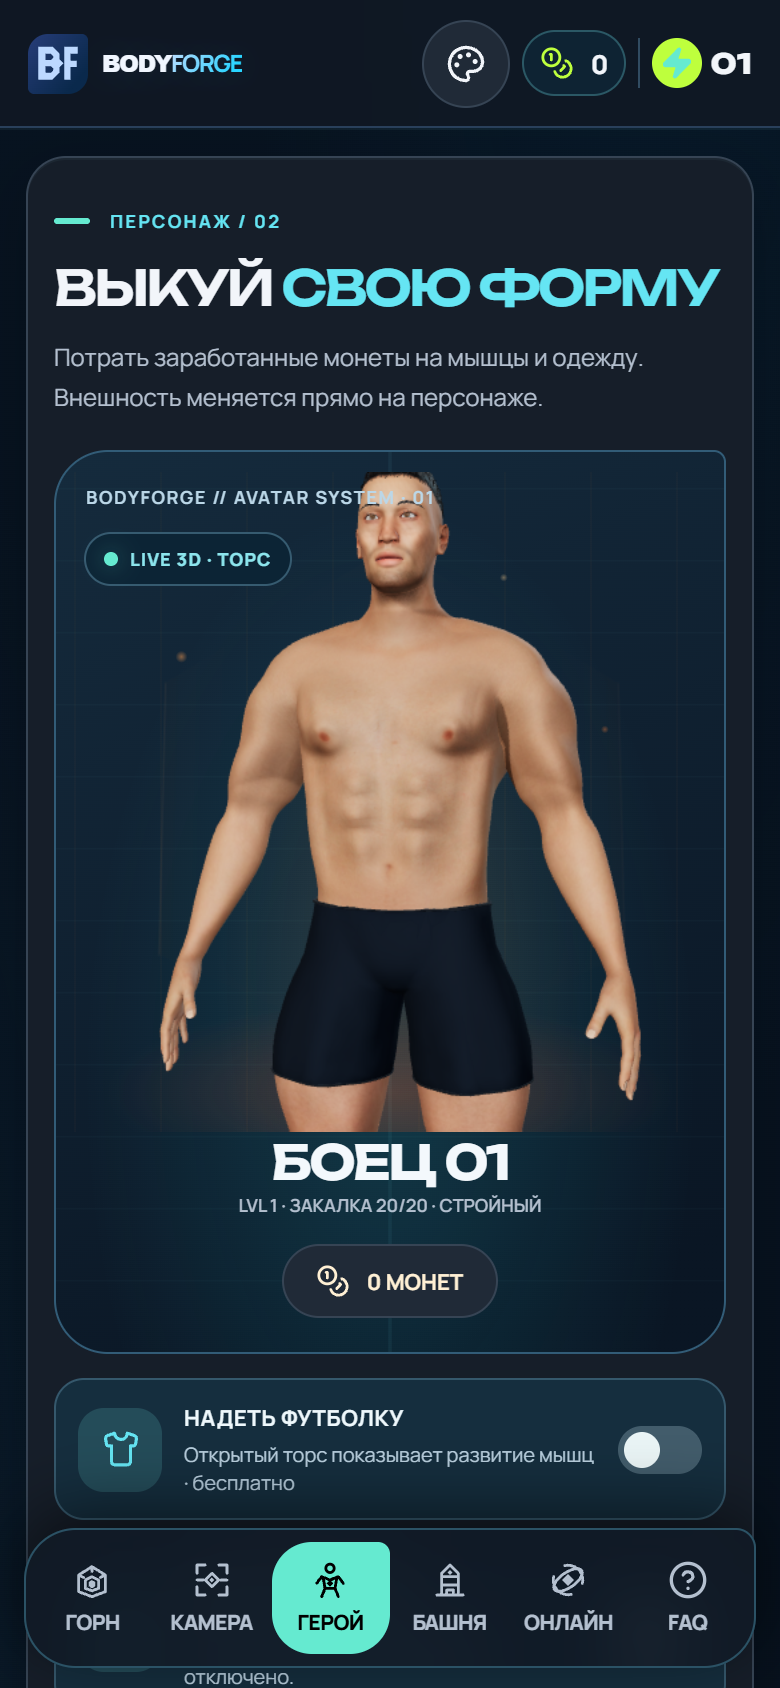 BF BODYFORGE
0
01
ПЕРСОНАЖ / 02
ВЫКУЙ СВОЮ ФОРМУ
Потрать заработанные монеты на мышцы и одежду.
Внешность меняется прямо на персонаже.
BODYFORGE // AVATAR SYSTEM · 01
LIVE 3D · ТОРС
БОЕЦ 01
LVL 1 · ЗАКАЛКА 20/20 · СТРОЙНЫЙ
0 МОНЕТ
НАДЕТЬ ФУТБОЛКУ
Открытый торс показывает развитие мышц
· бесплатно
ГОРН
КАМЕРА
ГЕРОЙ
БАШНЯ
ОНЛАЙН
FAQ
отключено.